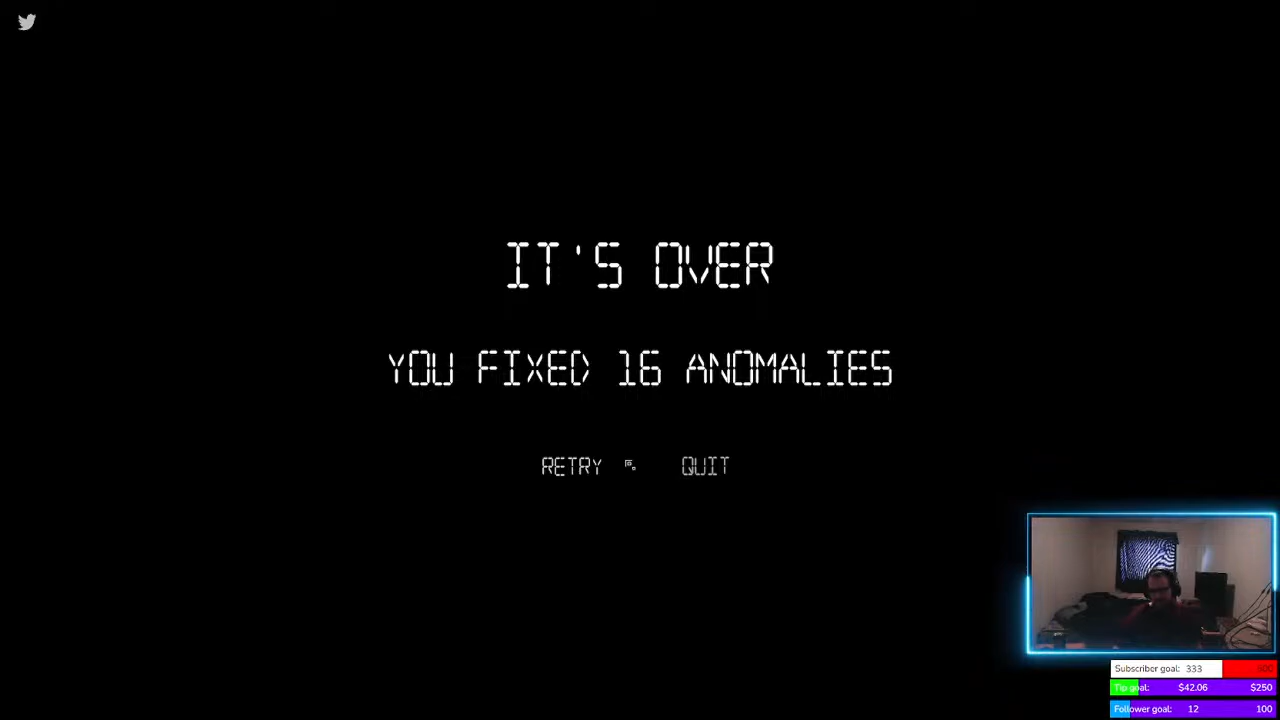 IT'S OVER
YOU FIXED 16 ANOMALIES
RETRY QUIT
Subscriber goal: 333 500
Tip goal: $42.06 $250
Follower goal: 12 100